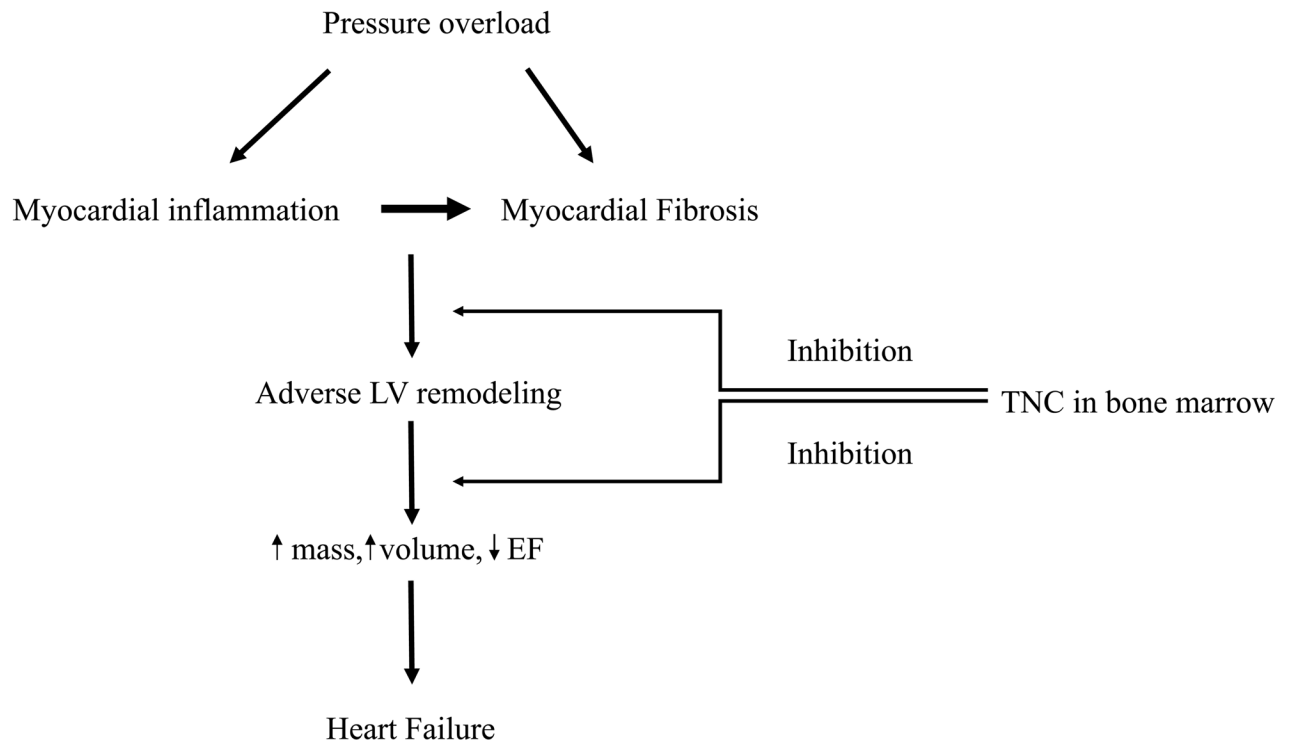 Pressure overload
Myocardial inflammation
Myocardial Fibrosis
Inhibition
Adverse LV remodeling
TNC in bone marrow
Inhibition
↑ mass,↑volume,↓ EF
Heart Failure